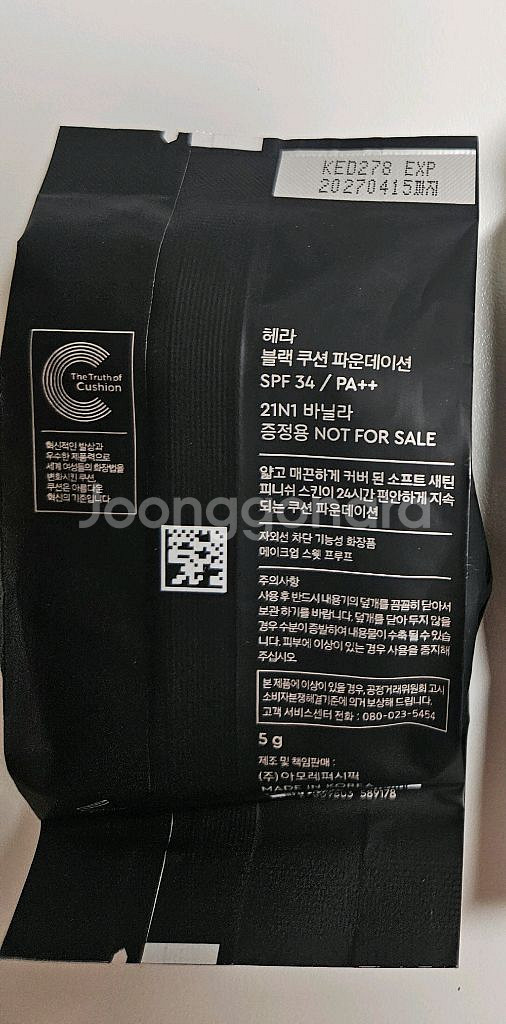 KED278 EXP
20270415까지
The Truth of
Cushion
혁신적인 발상과
우수한 제품력으로
세계 여성들의 화장법을
변화시킨 쿠션.
쿠션은 아름다운
혁신의 기준입니다.
헤라
블랙 쿠션 파운데이션
SPF 34 / PA++
21N1 바닐라
증정용 NOT FOR SALE
얇고 매끈하게 커버 된 소프트 새틴
피니쉬 스킨이 24시간 편안하게 지속
되는 쿠션 파운데이션
Joonggonara
자외선 차단 기능성 화장품
메이크업 스웻 프루프
주의사항
사용 후 반드시 내용기의 덮개를 꼼꼼히 닫아서
보관 하기를 바랍니다. 덮개를 닫아 두지 않을
경우 수분이 증발하여 내용물이 수축 될 수 있습
니다. 피부에 이상이 있는 경우 사용을 중지해
주십시오.
본 제품에 이상이 있을 경우, 공정거래위원회 고시
소비자분쟁해결기준에 의거 보상해 드립니다.
고객 서비스센터 전화 : 080-023-5454
5 g
제조 및 책임판매 :
(주)아모레퍼시픽
MADE IN KOREA
589178